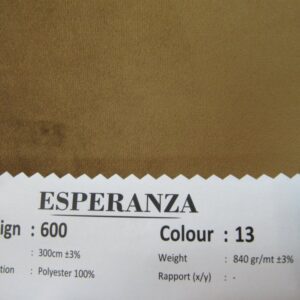 ESPERANZA
ign : 600 Colour : 13
: 300cm ±3% Weight : 840 gr/mt ±3%
tion : Polyester 100% Rapport (x/y) : -